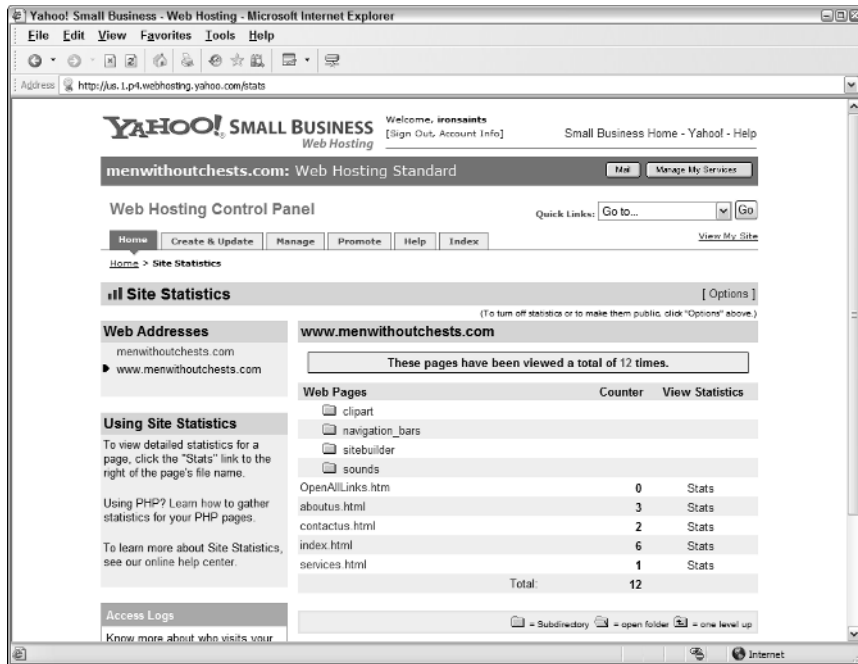 Yahoo! Small Business - Web Hosting - Microsoft Internet Explorer
File Edit View Favorites Tools Help
Address http://us.1.p4.webhosting.yahoo.com/stats
YAHOO! SMALL BUSINESS
Web Hosting
Welcome, ironsaints
[Sign Out, Account Info]
Small Business Home - Yahoo! - Help
menwithoutchests.com: Web Hosting Standard
Mail Manage My Services
Web Hosting Control Panel
Quick Links: Go to... Go
Home Create & Update Manage Promote Help Index
View My Site
Home > Site Statistics
Site Statistics
[ Options ]
(To turn off statistics or to make them public, click "Options" above.)
Web Addresses
menwithoutchests.com
www.menwithoutchests.com
Using Site Statistics
To view detailed statistics for a
page, click the "Stats" link to the
right of the page's file name.
Using PHP? Learn how to gather
statistics for your PHP pages.
To learn more about Site Statistics,
see our online help center.
Access Logs
Know more about who visits your
www.menwithoutchests.com
These pages have been viewed a total of 12 times.
Web Pages Counter View Statistics
clipart
navigation_bars
sitebuilder
sounds
OpenAllLinks.htm 0 Stats
aboutus.html 3 Stats
contactus.html 2 Stats
index.html 6 Stats
services.html 1 Stats
Total: 12
= Subdirectory = open folder = one level up
Internet